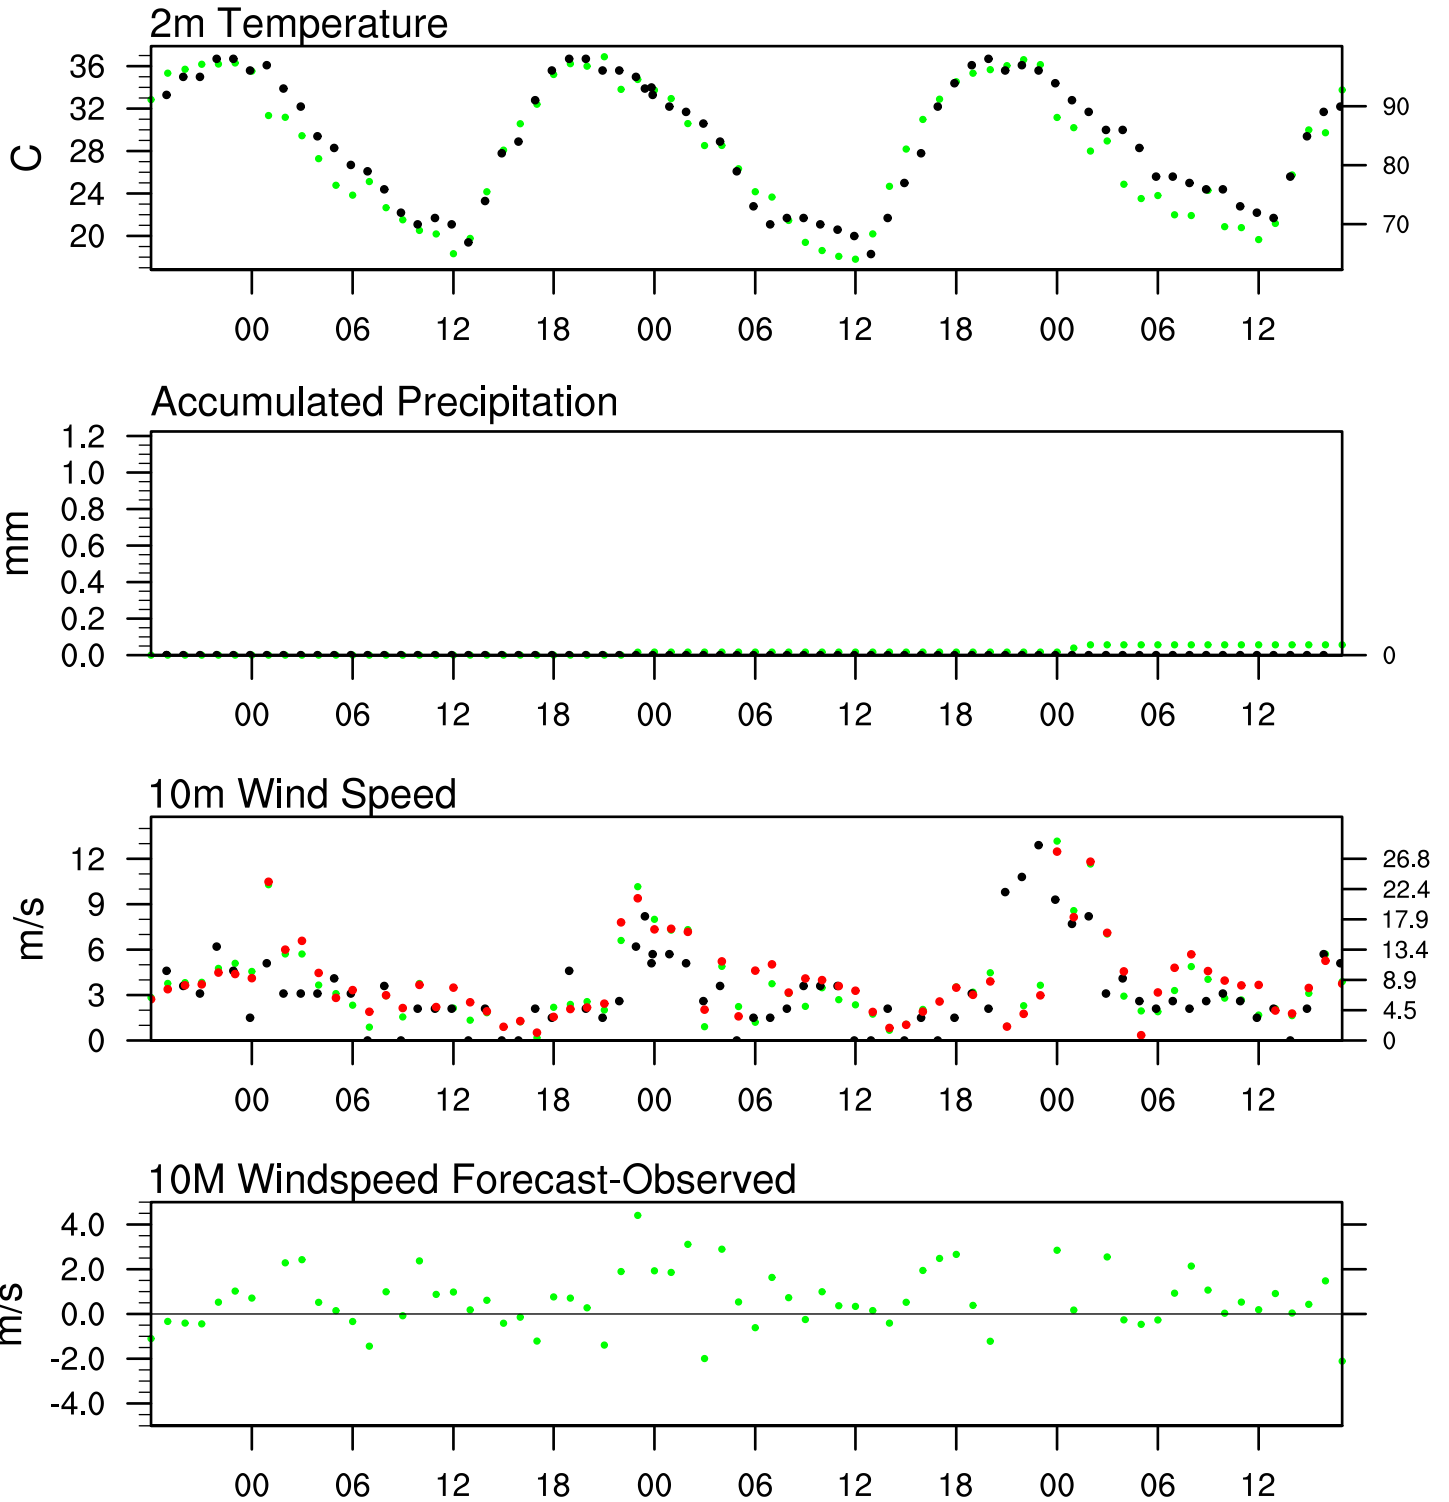 2m Temperature
36
32
28
24
20
C
90
80
70
00 06 12 18 00 06 12 18 00 06 12
Accumulated Precipitation
1.2
1.0
0.8
0.6
0.4
0.2
0.0
mm
0
00 06 12 18 00 06 12 18 00 06 12
10m Wind Speed
12
9
6
3
0
m/s
26.8
22.4
17.9
13.4
8.9
4.5
0
00 06 12 18 00 06 12 18 00 06 12
10M Windspeed Forecast-Observed
4.0
2.0
0.0
-2.0
-4.0
m/s
00 06 12 18 00 06 12 18 00 06 12